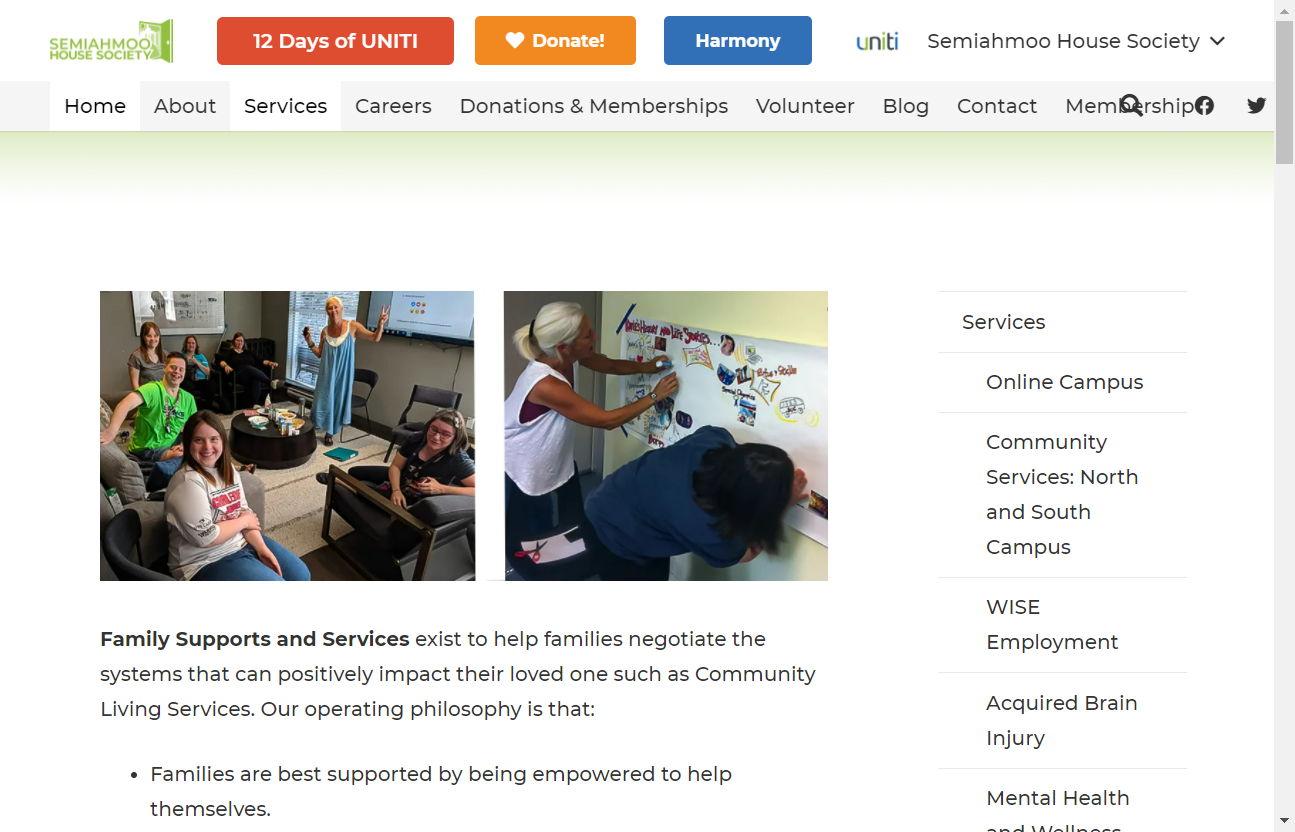 SEMIAHMOO
HOUSE SOCIETY
12 Days of UNITI
Donate!
Harmony
uniti
Semiahmoo House Society
Home
About
Services
Careers
Donations & Memberships
Volunteer
Blog
Contact
Membership
Family Supports and Services exist to help families negotiate the
systems that can positively impact their loved one such as Community
Living Services. Our operating philosophy is that:
• Families are best supported by being empowered to help
themselves.
Services
Online Campus
Community
Services: North
and South
Campus
WISE
Employment
Acquired Brain
Injury
Mental Health
and Wellness